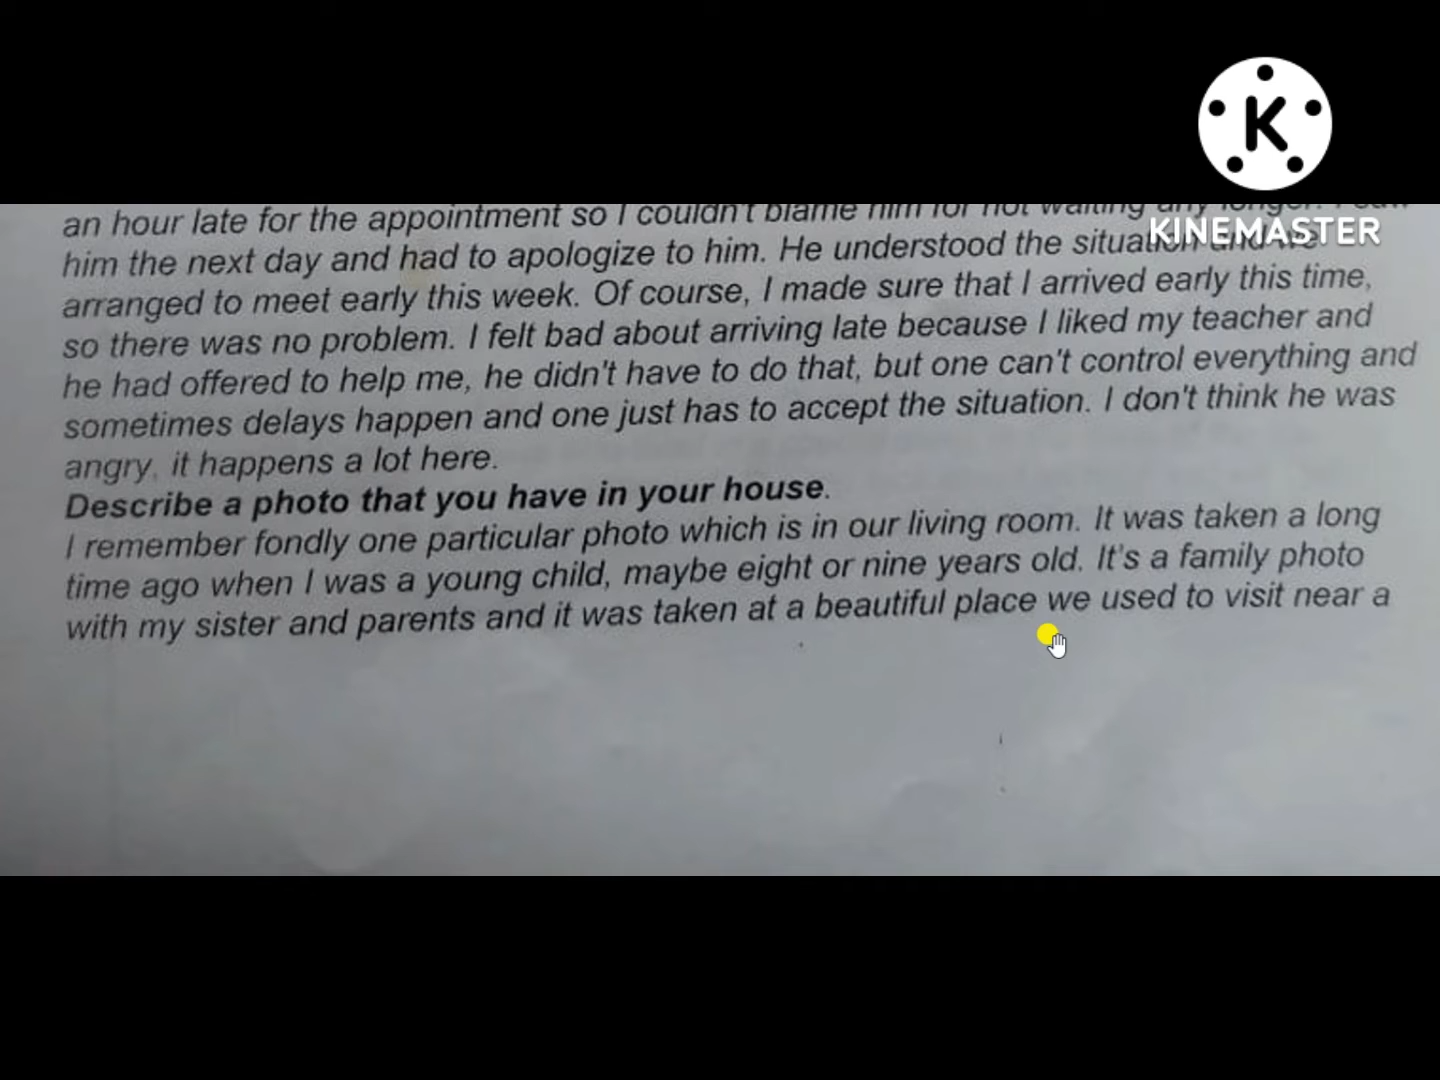 K
KINEMASTER
an hour late for the appointment so I couldn't blame him for not waiting any longer. I
him the next day and had to apologize to him. He understood the situation and we
arranged to meet early this week. Of course, I made sure that I arrived early this time,
so there was no problem. I felt bad about arriving late because I liked my teacher and
he had offered to help me, he didn't have to do that, but one can't control everything and
sometimes delays happen and one just has to accept the situation. I don't think he was
angry, it happens a lot here.
Describe a photo that you have in your house.
I remember fondly one particular photo which is in our living room. It was taken a long
time ago when I was a young child, maybe eight or nine years old. It's a family photo
with my sister and parents and it was taken at a beautiful place we used to visit near a